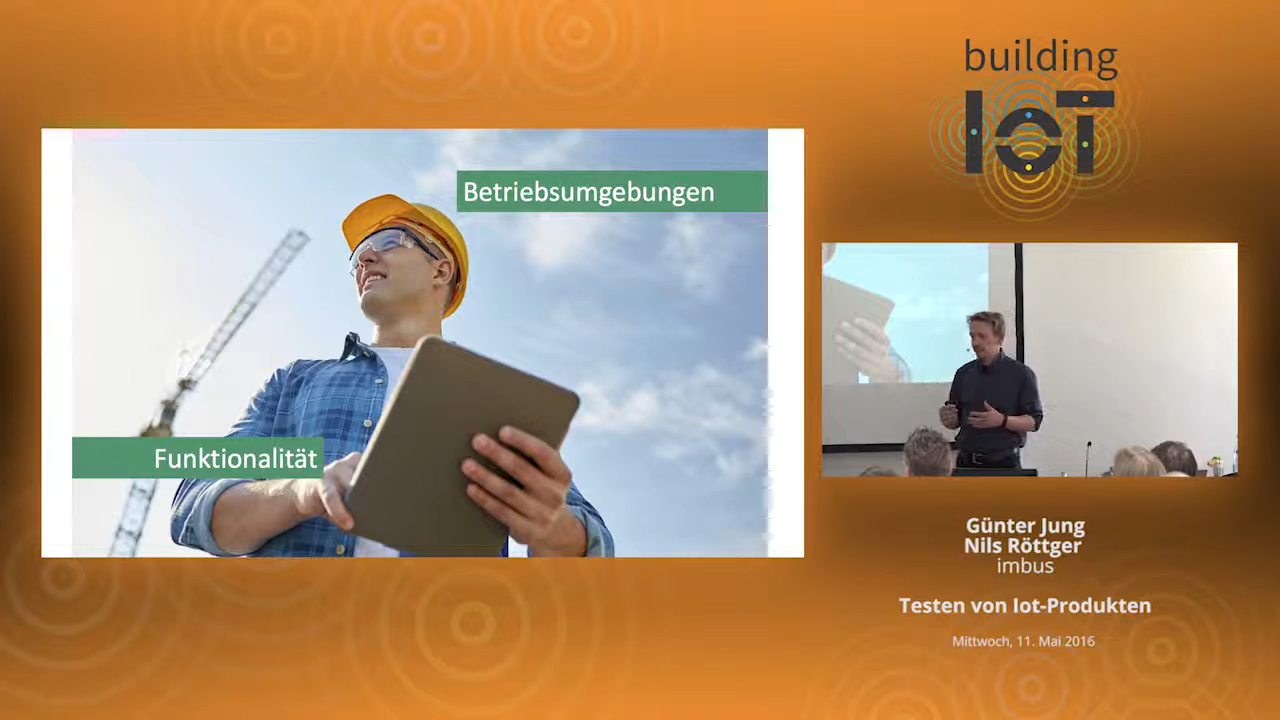 Betriebsumgebungen
Funktionalität
building
IoT
Günter Jung
Nils Röttger
imbus
Testen von Iot-Produkten
Mittwoch, 11. Mai 2016